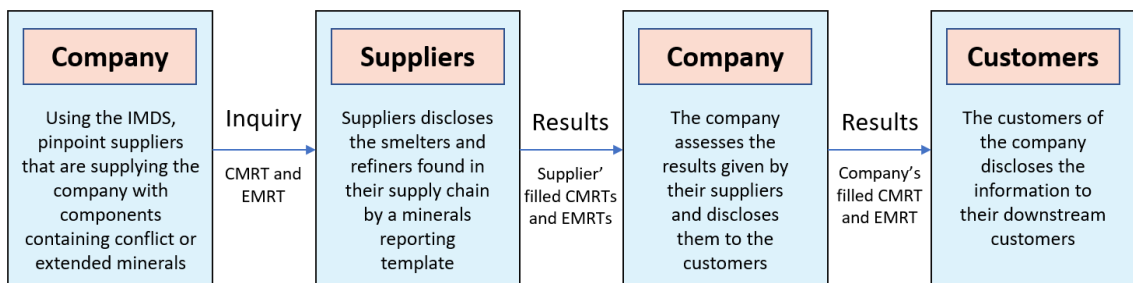 Company
Using the IMDS,
pinpoint suppliers
that are supplying the
company with
components
containing conflict or
extended minerals
Inquiry
CMRT and
EMRT
Suppliers
Suppliers discloses
the smelters and
refiners found in
their supply chain
by a minerals
reporting
template
Results
Supplier’
filled CMRTs
and EMRTs
Company
The company
assesses the
results given by
their suppliers
and discloses
them to the
customers
Results
Company’s
filled CMRT
and EMRT
Customers
The customers of
the company
discloses the
information to
their downstream
customers